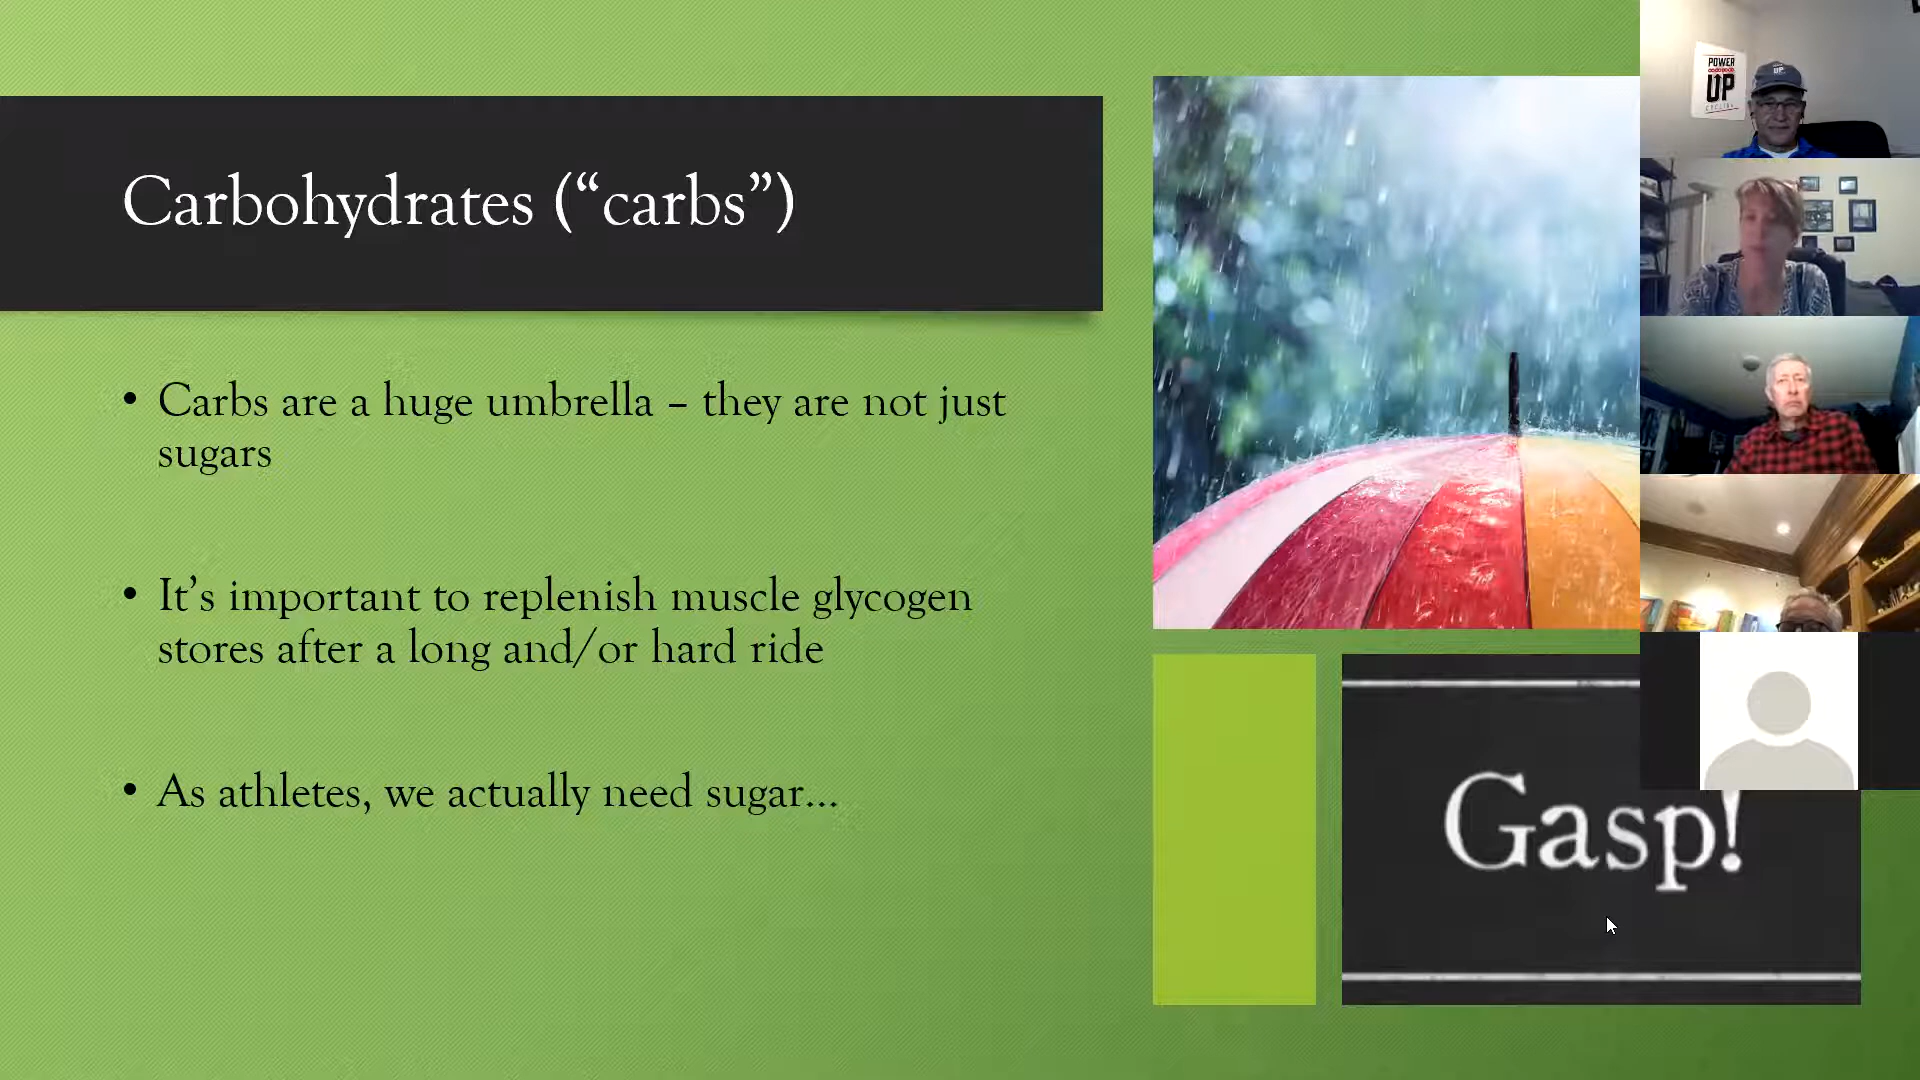 Carbohydrates (“carbs”)
• Carbs are a huge umbrella – they are not just
sugars
• It’s important to replenish muscle glycogen
stores after a long and/or hard ride
• As athletes, we actually need sugar...
Gasp!
POWER
UP
CYCLING
UP